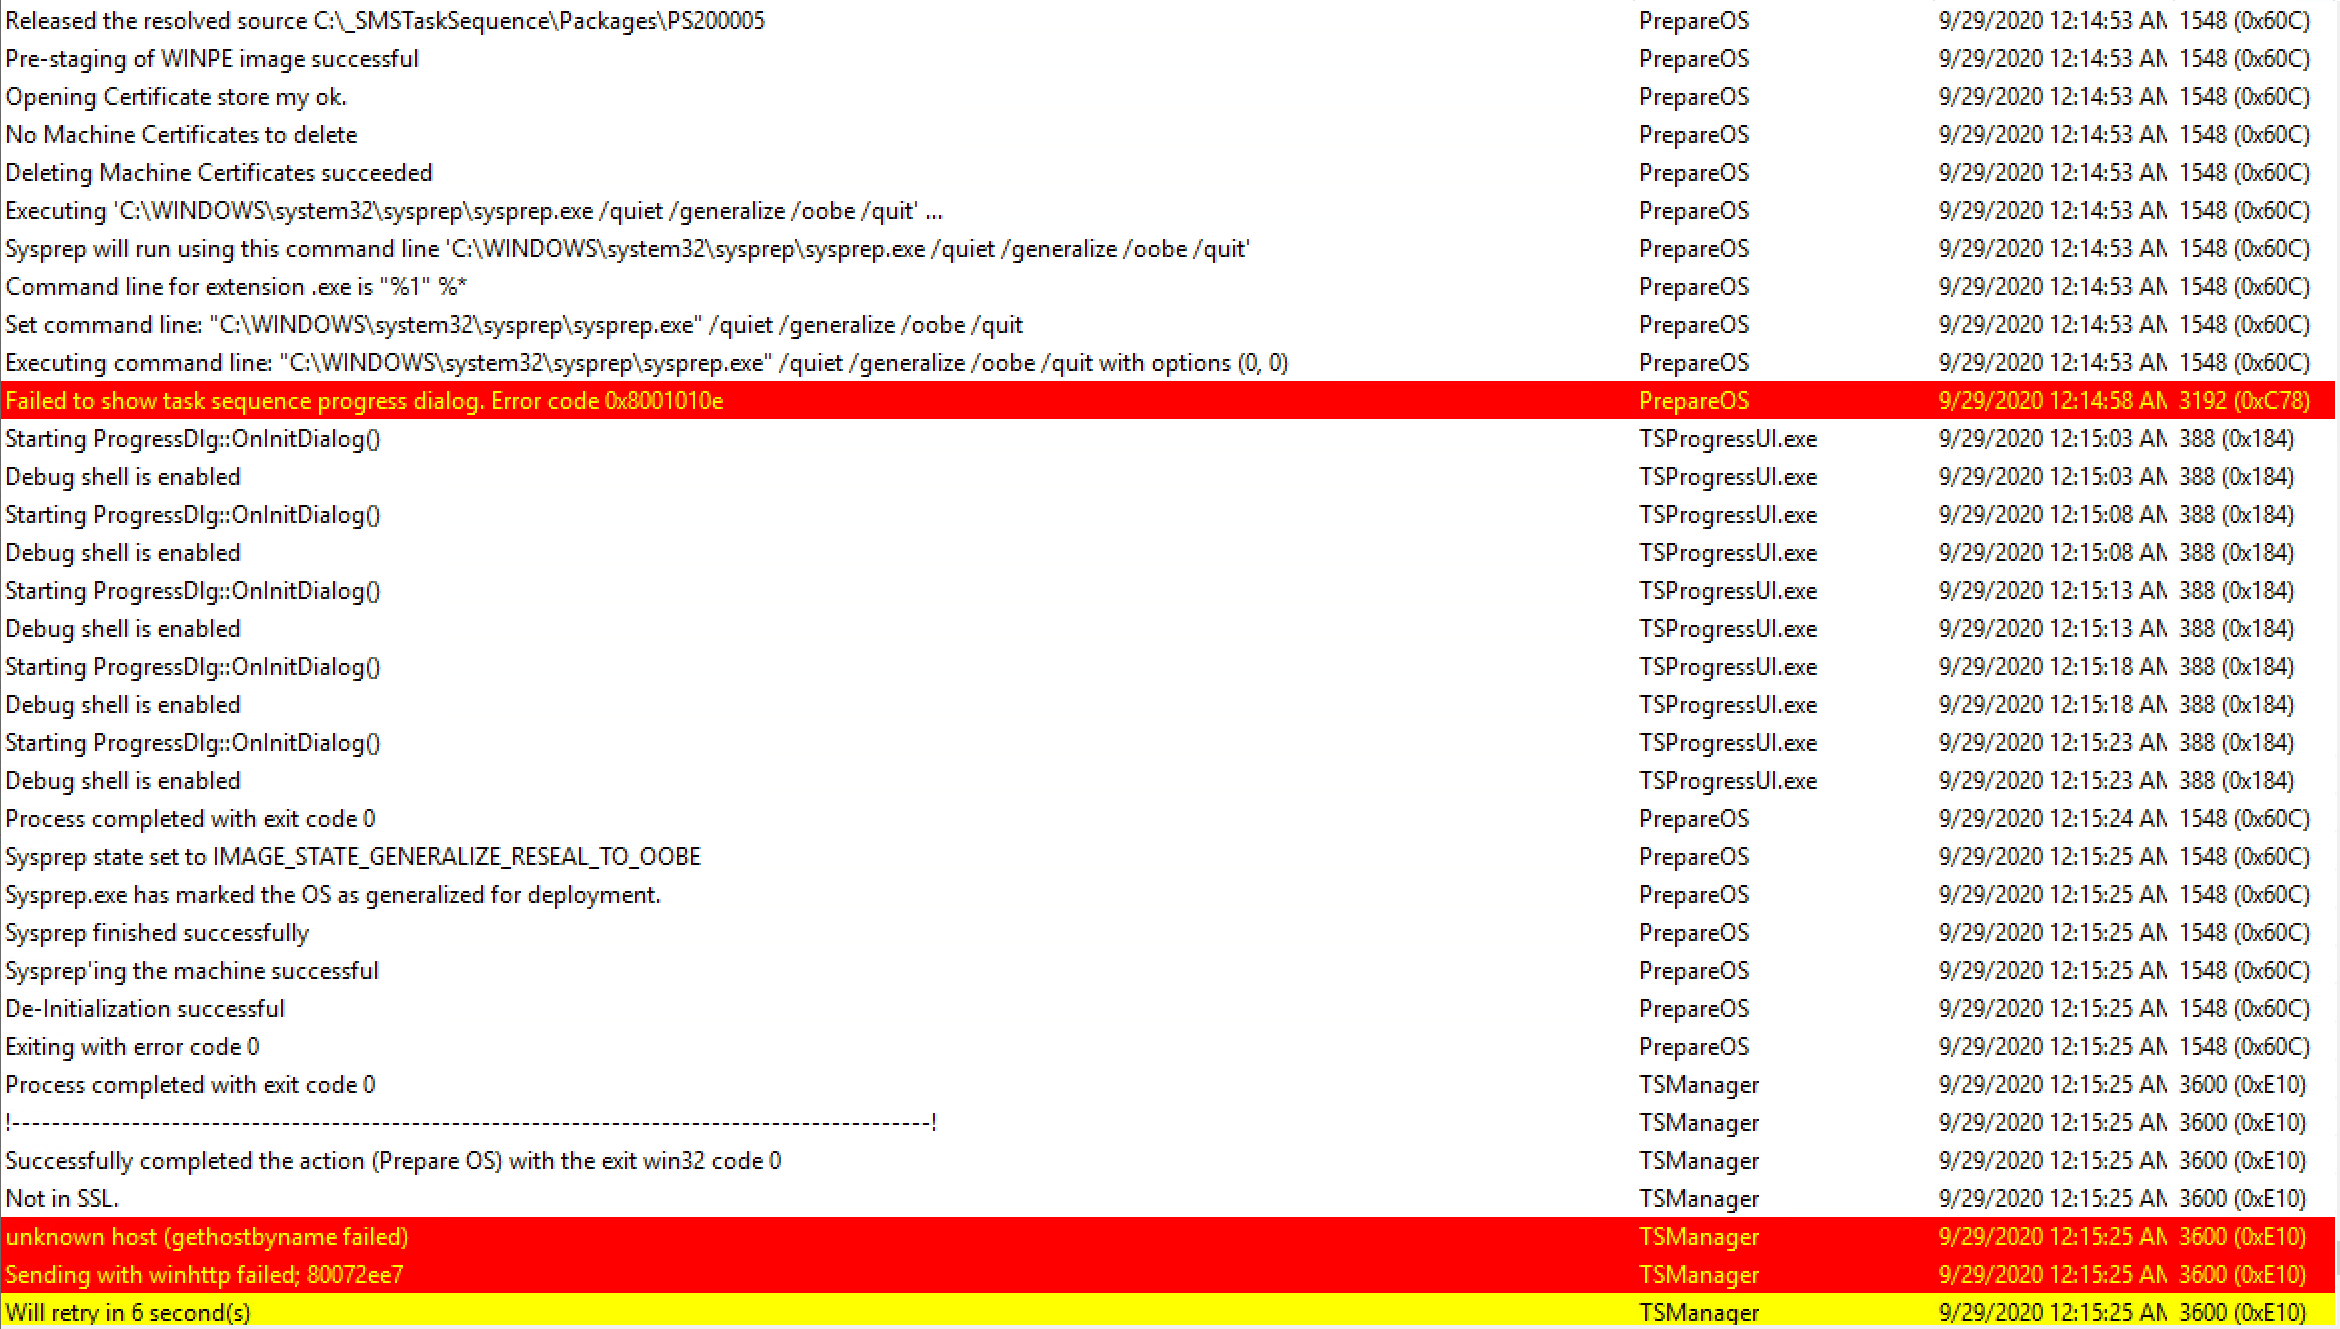 Released the resolved source C:\_SMSTaskSequence\Packages\PS200005 PrepareOS 9/29/2020 12:14:53 AM 1548 (0x60C)
Pre-staging of WINPE image successful PrepareOS 9/29/2020 12:14:53 AM 1548 (0x60C)
Opening Certificate store my ok. PrepareOS 9/29/2020 12:14:53 AM 1548 (0x60C)
No Machine Certificates to delete PrepareOS 9/29/2020 12:14:53 AM 1548 (0x60C)
Deleting Machine Certificates succeeded PrepareOS 9/29/2020 12:14:53 AM 1548 (0x60C)
Executing 'C:\WINDOWS\system32\sysprep\sysprep.exe /quiet /generalize /oobe /quit' ... PrepareOS 9/29/2020 12:14:53 AM 1548 (0x60C)
Sysprep will run using this command line 'C:\WINDOWS\system32\sysprep\sysprep.exe /quiet /generalize /oobe /quit' PrepareOS 9/29/2020 12:14:53 AM 1548 (0x60C)
Command line for extension .exe is "%1" %* PrepareOS 9/29/2020 12:14:53 AM 1548 (0x60C)
Set command line: "C:\WINDOWS\system32\sysprep\sysprep.exe" /quiet /generalize /oobe /quit PrepareOS 9/29/2020 12:14:53 AM 1548 (0x60C)
Executing command line: "C:\WINDOWS\system32\sysprep\sysprep.exe" /quiet /generalize /oobe /quit with options (0, 0) PrepareOS 9/29/2020 12:14:53 AM 1548 (0x60C)
Failed to show task sequence progress dialog. Error code 0x8001010e PrepareOS 9/29/2020 12:14:58 AM 3192 (0xC78)
Starting ProgressDlg::OnInitDialog() TSProgressUI.exe 9/29/2020 12:15:03 AM 388 (0x184)
Debug shell is enabled TSProgressUI.exe 9/29/2020 12:15:03 AM 388 (0x184)
Starting ProgressDlg::OnInitDialog() TSProgressUI.exe 9/29/2020 12:15:08 AM 388 (0x184)
Debug shell is enabled TSProgressUI.exe 9/29/2020 12:15:08 AM 388 (0x184)
Starting ProgressDlg::OnInitDialog() TSProgressUI.exe 9/29/2020 12:15:13 AM 388 (0x184)
Debug shell is enabled TSProgressUI.exe 9/29/2020 12:15:13 AM 388 (0x184)
Starting ProgressDlg::OnInitDialog() TSProgressUI.exe 9/29/2020 12:15:18 AM 388 (0x184)
Debug shell is enabled TSProgressUI.exe 9/29/2020 12:15:18 AM 388 (0x184)
Starting ProgressDlg::OnInitDialog() TSProgressUI.exe 9/29/2020 12:15:23 AM 388 (0x184)
Debug shell is enabled TSProgressUI.exe 9/29/2020 12:15:23 AM 388 (0x184)
Process completed with exit code 0 PrepareOS 9/29/2020 12:15:24 AM 1548 (0x60C)
Sysprep state set to IMAGE_STATE_GENERALIZE_RESEAL_TO_OOBE PrepareOS 9/29/2020 12:15:25 AM 1548 (0x60C)
Sysprep.exe has marked the OS as generalized for deployment. PrepareOS 9/29/2020 12:15:25 AM 1548 (0x60C)
Sysprep finished successfully PrepareOS 9/29/2020 12:15:25 AM 1548 (0x60C)
Sysprep'ing the machine successful PrepareOS 9/29/2020 12:15:25 AM 1548 (0x60C)
De-Initialization successful PrepareOS 9/29/2020 12:15:25 AM 1548 (0x60C)
Exiting with error code 0 PrepareOS 9/29/2020 12:15:25 AM 1548 (0x60C)
Process completed with exit code 0 TSManager 9/29/2020 12:15:25 AM 3600 (0xE10)
!--------------------------------------------------------------------------------------------! TSManager 9/29/2020 12:15:25 AM 3600 (0xE10)
Successfully completed the action (Prepare OS) with the exit win32 code 0 TSManager 9/29/2020 12:15:25 AM 3600 (0xE10)
Not in SSL. TSManager 9/29/2020 12:15:25 AM 3600 (0xE10)
unknown host (gethostbyname failed) TSManager 9/29/2020 12:15:25 AM 3600 (0xE10)
Sending with winhttp failed; 80072ee7 TSManager 9/29/2020 12:15:25 AM 3600 (0xE10)
Will retry in 6 second(s) TSManager 9/29/2020 12:15:25 AM 3600 (0xE10)